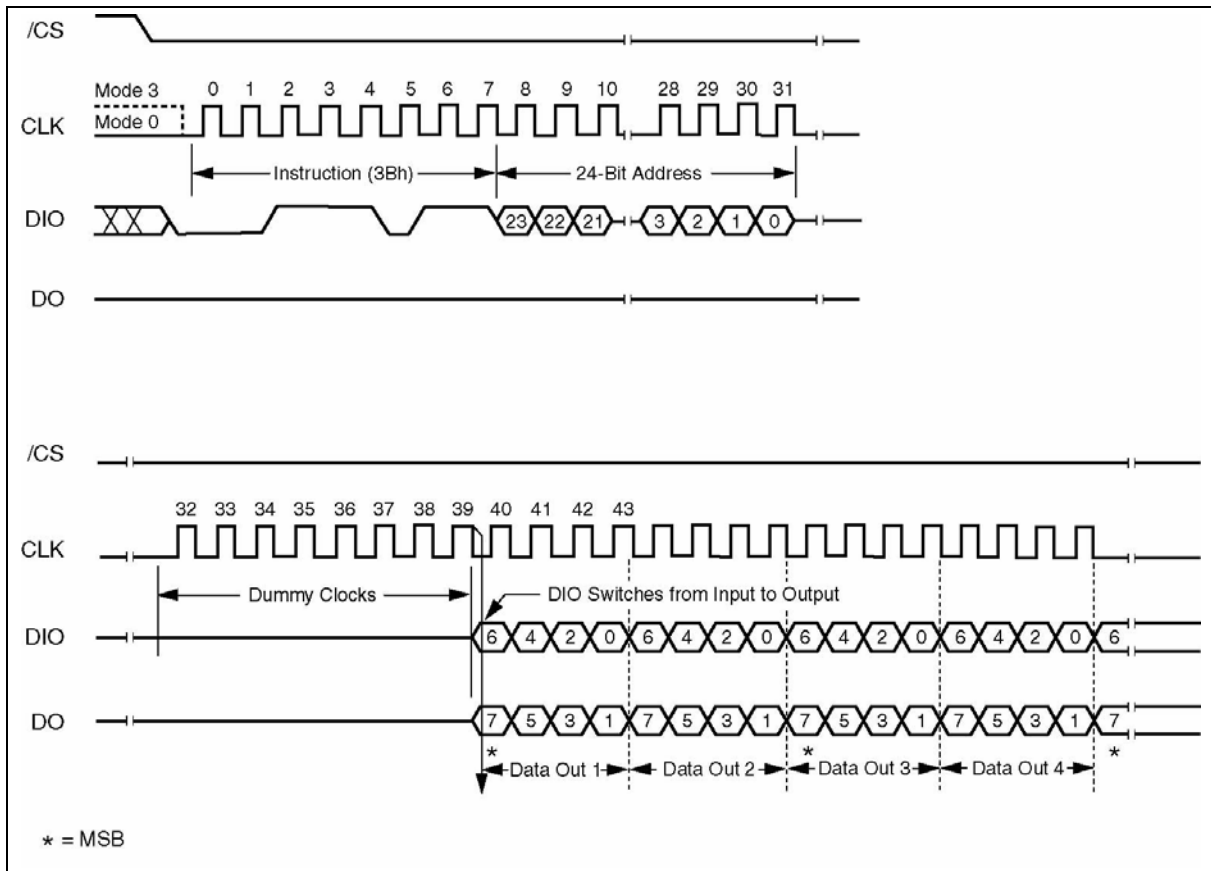 /CS
Mode 3
0 1 2 3 4 5 6 7 8 9 10 28 29 30 31
CLK
Mode 0
Instruction (3Bh)
24-Bit Address
DIO
23 22 21 3 2 1 0
DO
/CS
32 33 34 35 36 37 38 39 40 41 42 43
CLK
Dummy Clocks
DIO Switches from Input to Output
DIO
6 4 2 0 6 4 2 0 6 4 2 0 6 4 2 0 6
DO
7 5 3 1 7 5 3 1 7 5 3 1 7 5 3 1 7
* * *
Data Out 1 Data Out 2 Data Out 3 Data Out 4
* = MSB